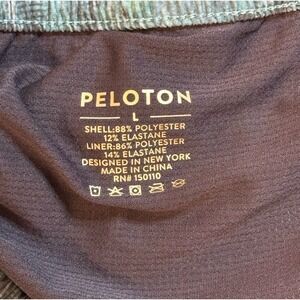 PELOTON
L
SHELL:88% POLYESTER
12% ELASTANE
LINER:86% POLYESTER
14% ELASTANE
DESIGNED IN NEW YORK
MADE IN CHINA
RN# 150110